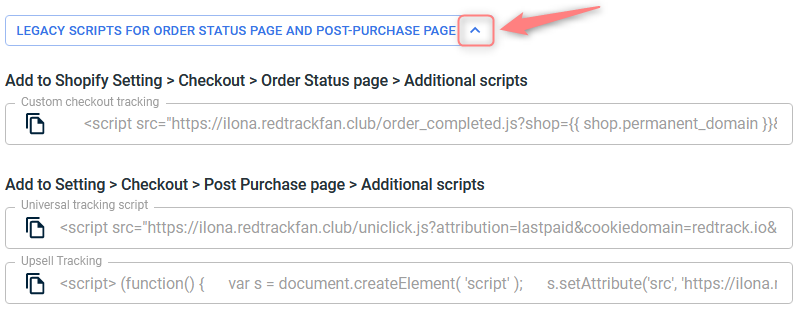 LEGACY SCRIPTS FOR ORDER STATUS PAGE AND POST-PURCHASE PAGE
Add to Shopify Setting > Checkout > Order Status page > Additional scripts
Custom checkout tracking
<script src="https://ilona.redtrackfan.club/order_completed.js?shop={{ shop.permanent_domain }}&
Add to Setting > Checkout > Post Purchase page > Additional scripts
Universal tracking script
<script src="https://ilona.redtrackfan.club/uniclick.js?attribution=lastpaid&cookiedomain=redtrack.io&
Upsell Tracking
<script> (function() { var s = document.createElement( 'script' ); s.setAttribute('src', 'https://ilona.r